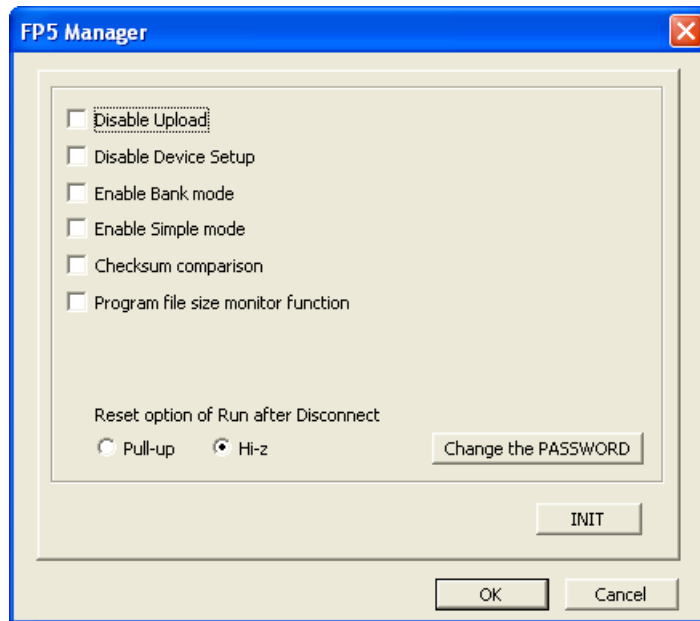 FP5 Manager
Disable Upload
Disable Device Setup
Enable Bank mode
Enable Simple mode
Checksum comparison
Program file size monitor function
Reset option of Run after Disconnect
Pull-up Hi-z Change the PASSWORD
INIT
OK Cancel